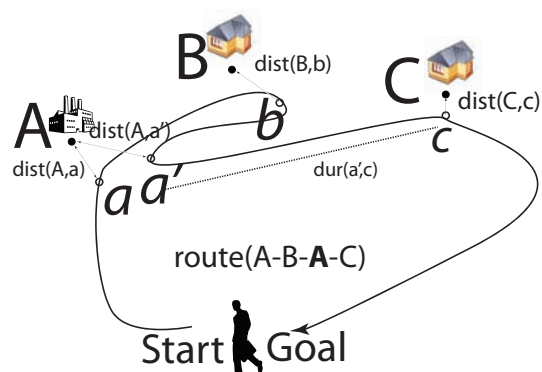 B
dist(B,b)
C
dist(C,c)
A
dist(A,a')
b
c
dist(A,a)
a
a'
dur(a',c)
route(A-B-A-C)
Start
Goal